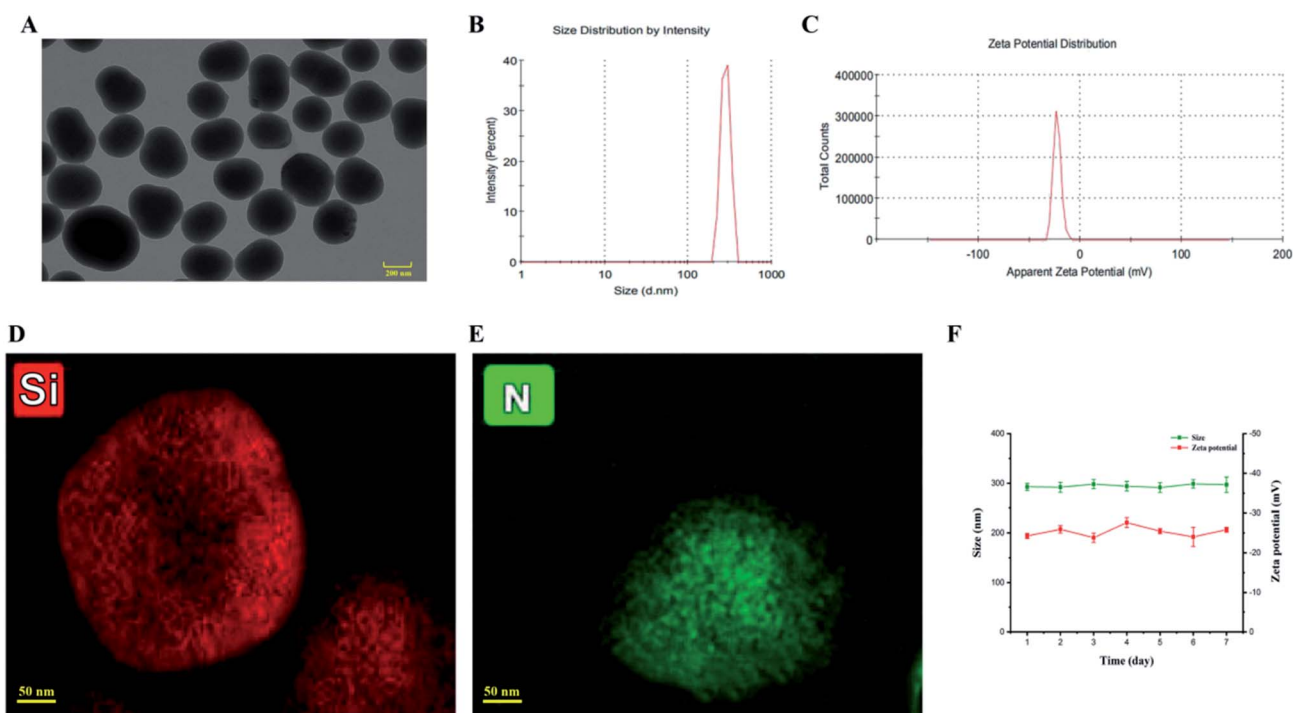 A
200 nm
B
Size Distribution by Intensity
Intensity (Percent)
40
30
20
10
0
1 10 100 1000
Size (d.nm)
C
Zeta Potential Distribution
Total Counts
400000
300000
200000
100000
0
-100 0 100 200
Apparent Zeta Potential (mV)
D
Si
50 nm
E
N
50 nm
F
Size
Zeta potential
Size (nm)
400
300
200
100
0
-50
-40
-30
-20
-10
0
Zeta potential (mV)
1 2 3 4 5 6 7
Time (day)